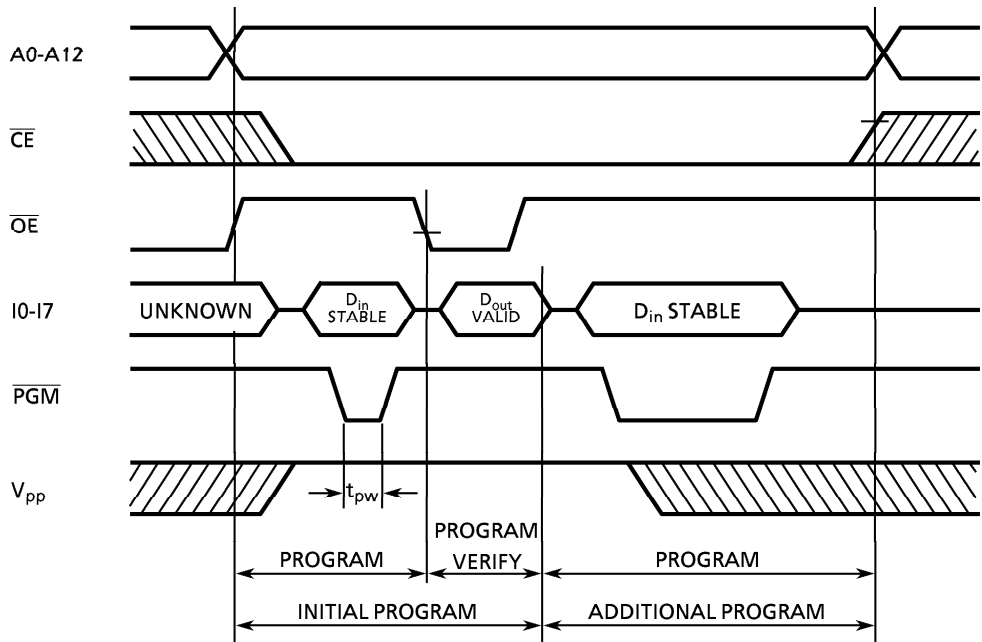 A0-A12
CE
OE
I0-I7
UNKNOWN
Din
STABLE
Dout
VALID
Din STABLE
PGM
Vpp
tpw
PROGRAM
PROGRAM
VERIFY
PROGRAM
INITIAL PROGRAM
ADDITIONAL PROGRAM